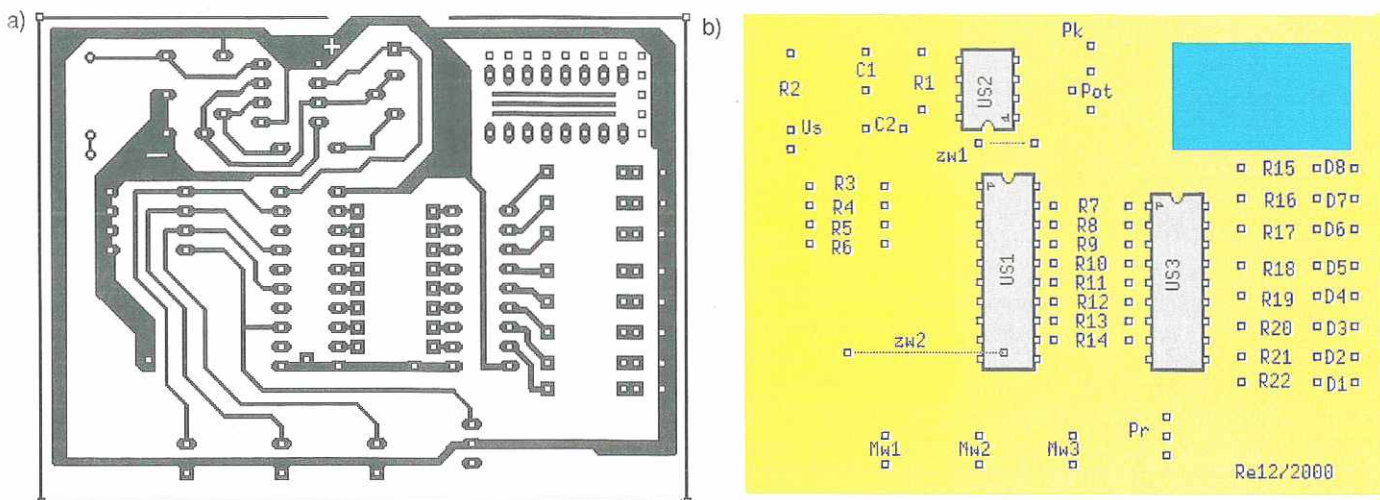 a)
+
−
b)
Pk
C1
R2
R1
US2
Pot
Us
C2
zw1
R15
D8
R3
R16
D7
R4
R7
R5
R8
R17
D6
R6
R9
US1
US3
R10
R18
D5
R11
R19
D4
R12
R13
R20
D3
zw2
R14
R21
D2
R22
D1
Pr
Mw1
Mw2
Mw3
Re12/2000